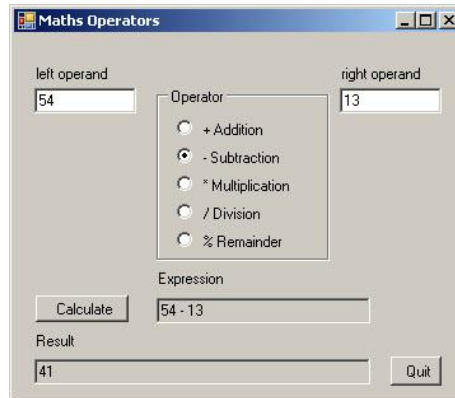 Maths Operators
left operand
right operand
54
13
Operator
+ Addition
- Subtraction
* Multiplication
/ Division
% Remainder
Expression
Calculate
54 - 13
Result
41
Quit